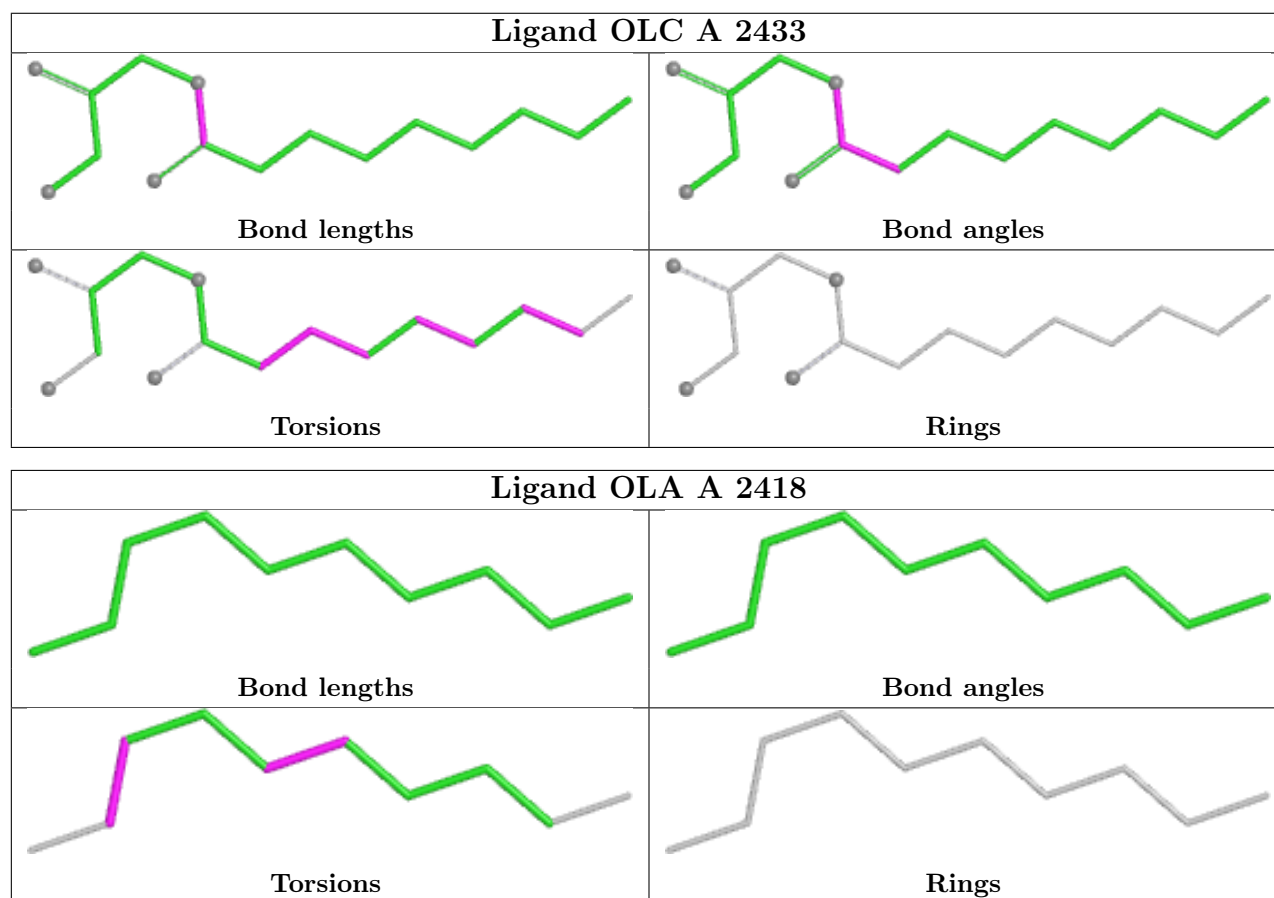 Ligand OLC A 2433
Bond lengths
Bond angles
Torsions
Rings
Ligand OLA A 2418
Bond lengths
Bond angles
Torsions
Rings